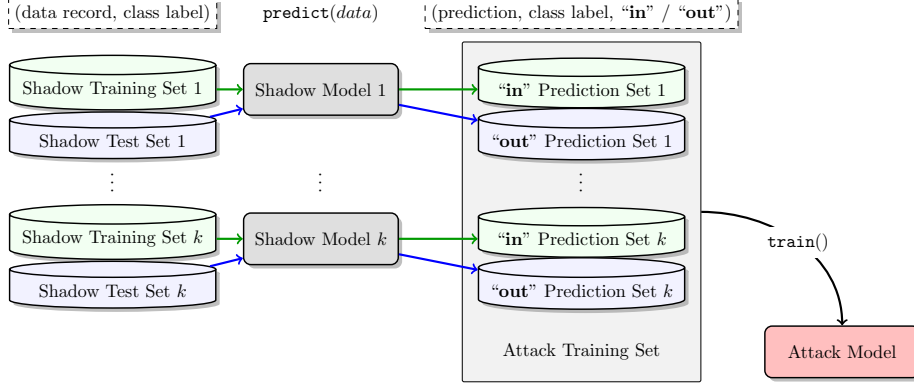 (data record, class label) predict(data) (prediction, class label, “in” / “out”)
Shadow Training Set 1 Shadow Model 1 “in” Prediction Set 1
Shadow Test Set 1 “out” Prediction Set 1
⋮ ⋮ ⋮
Shadow Training Set k Shadow Model k “in” Prediction Set k
train()
Shadow Test Set k “out” Prediction Set k
Attack Training Set Attack Model